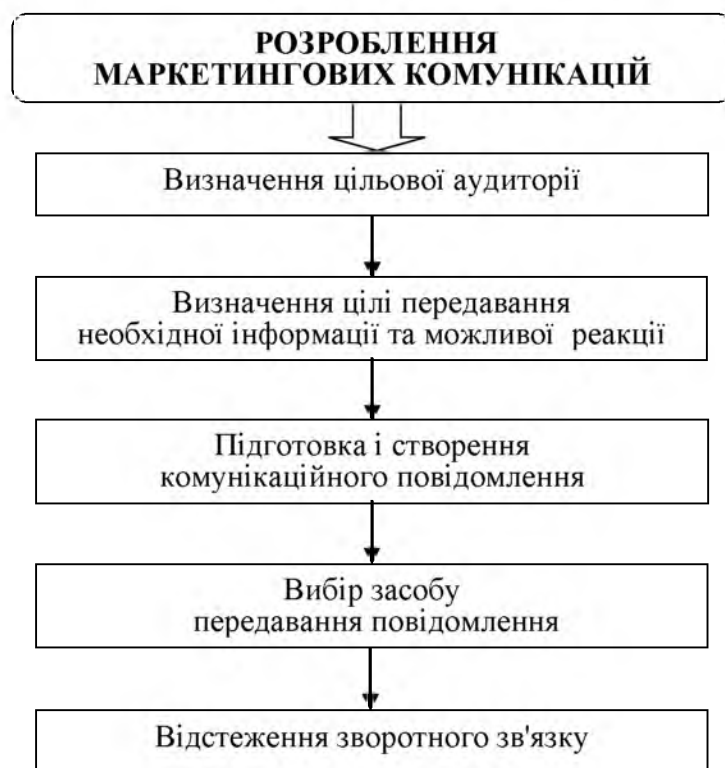 РОЗРОБЛЕННЯ
МАРКЕТИНГОВИХ КОМУНІКАЦІЙ
Визначення цільової аудиторії
Визначення цілі передавання
необхідної інформації та можливої реакції
Підготовка і створення
комунікаційного повідомлення
Вибір засобу
передавання повідомлення
Відстеження зворотного зв'язку